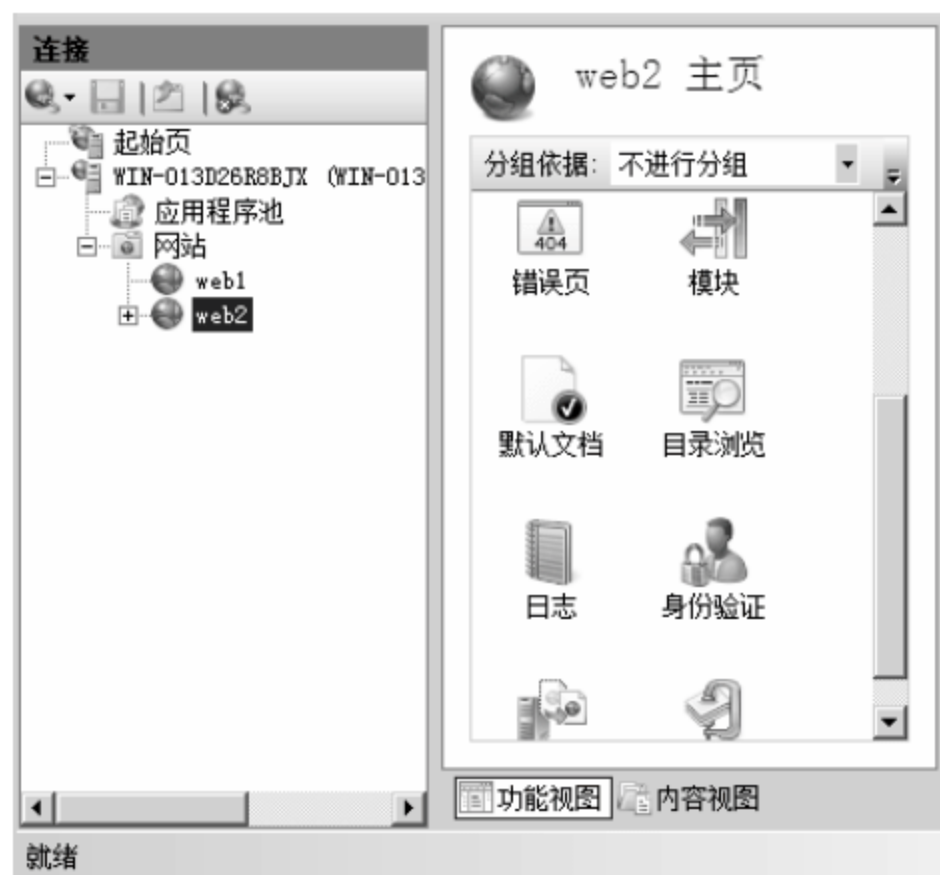 连接
起始页
WIN-013D26R8BJX (WIN-013
应用程序池
网站
web1
web2
web2 主页
分组依据: 不进行分组
404
错误页 模块
默认文档 目录浏览
日志 身份验证
功能视图 内容视图
就绪